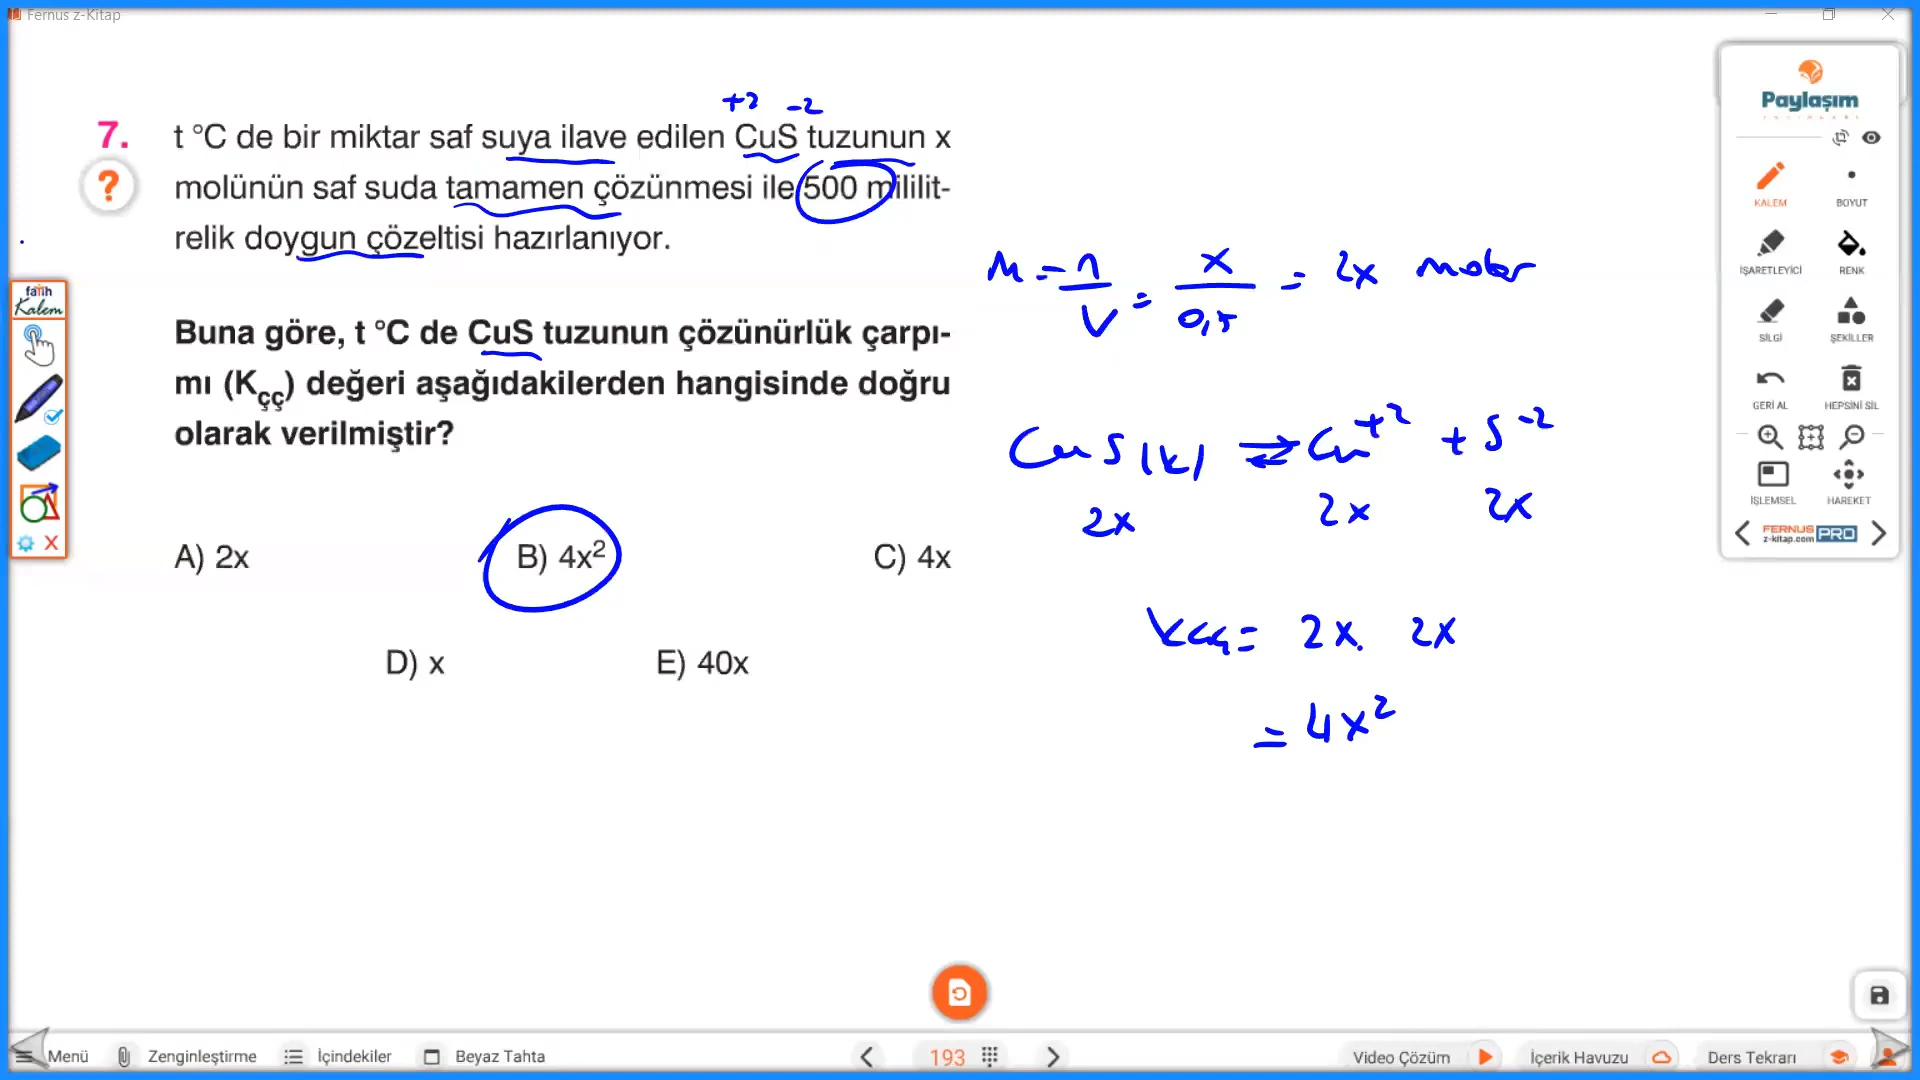 Fernus z-Kitap
+2 -2
7. t °C de bir miktar saf suya ilave edilen CuS tuzunun x
molünün saf suda tamamen çözünmesi ile 500 mililit-
relik doygun çözeltisi hazırlanıyor.
Buna göre, t °C de CuS tuzunun çözünürlük çarpı-
mı (Kçç) değeri aşağıdakilerden hangisinde doğru
olarak verilmiştir?
A) 2x B) 4x² C) 4x
D) x E) 40x
M = n/V = x/0,5 = 2x molar
CuS(k) ⇌ Cu⁺² + S⁻²
2x 2x 2x
Kçç = 2x. 2x
= 4x²
?
fatih
Kalem
Paylaşım
KALEM BOYUT
İŞARETLEYİCİ RENK
SİLGİ ŞEKİLLER
GERİ AL HEPSİNİ SİL
İŞLEMSEL HAREKET
FERNUS
z-kitap.com PRO
Menü Zenginleştirme İçindekiler Beyaz Tahta 193 Video Çözüm İçerik Havuzu Ders Tekrarı